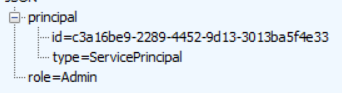 principal
id=c3a16be9-2289-4452-9d13-3013ba5f4e33
type=ServicePrincipal
role=Admin